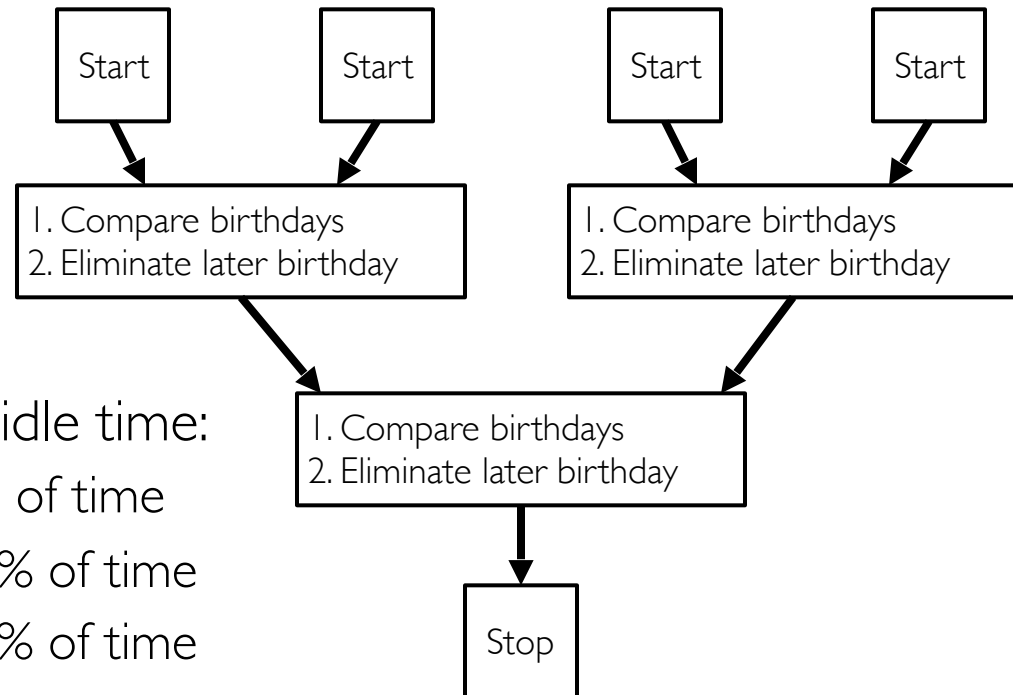 Start
Start
Start
Start
1. Compare birthdays
2. Eliminate later birthday
1. Compare birthdays
2. Eliminate later birthday
idle time:
of time
% of time
% of time
1. Compare birthdays
2. Eliminate later birthday
Stop